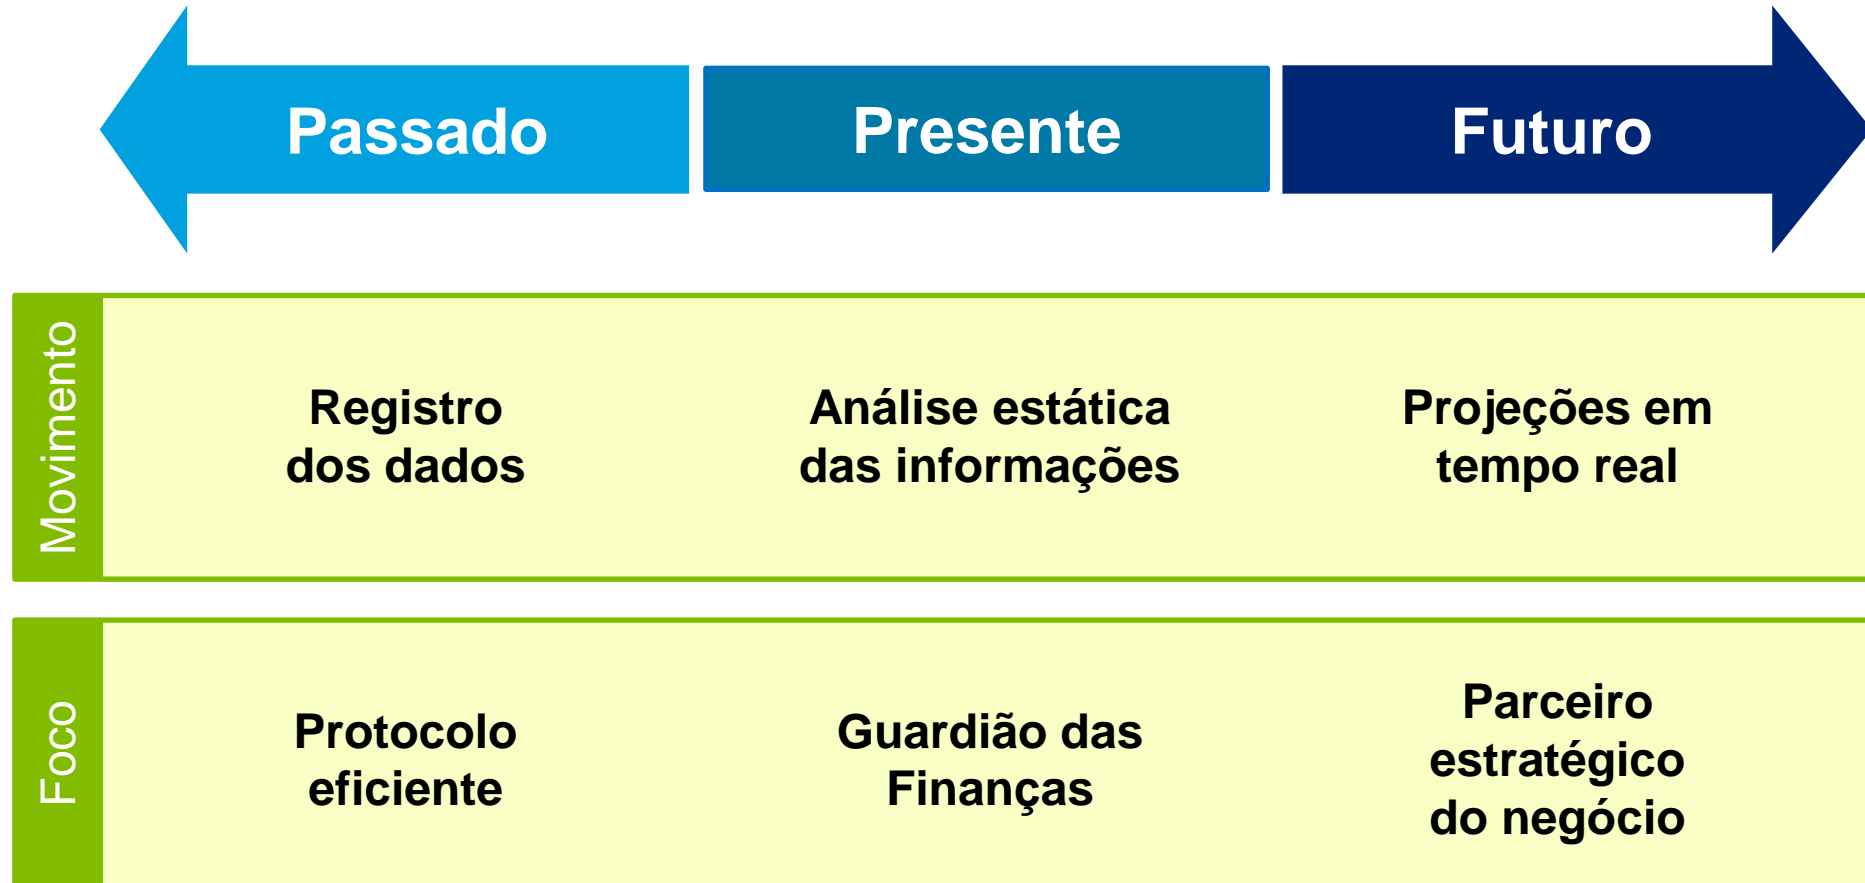 Passado
Presente
Futuro
Movimento
Registro
dos dados
Análise estática
das informações
Projeções em
tempo real
Foco
Protocolo
eficiente
Guardião das
Finanças
Parceiro
estratégico
do negócio